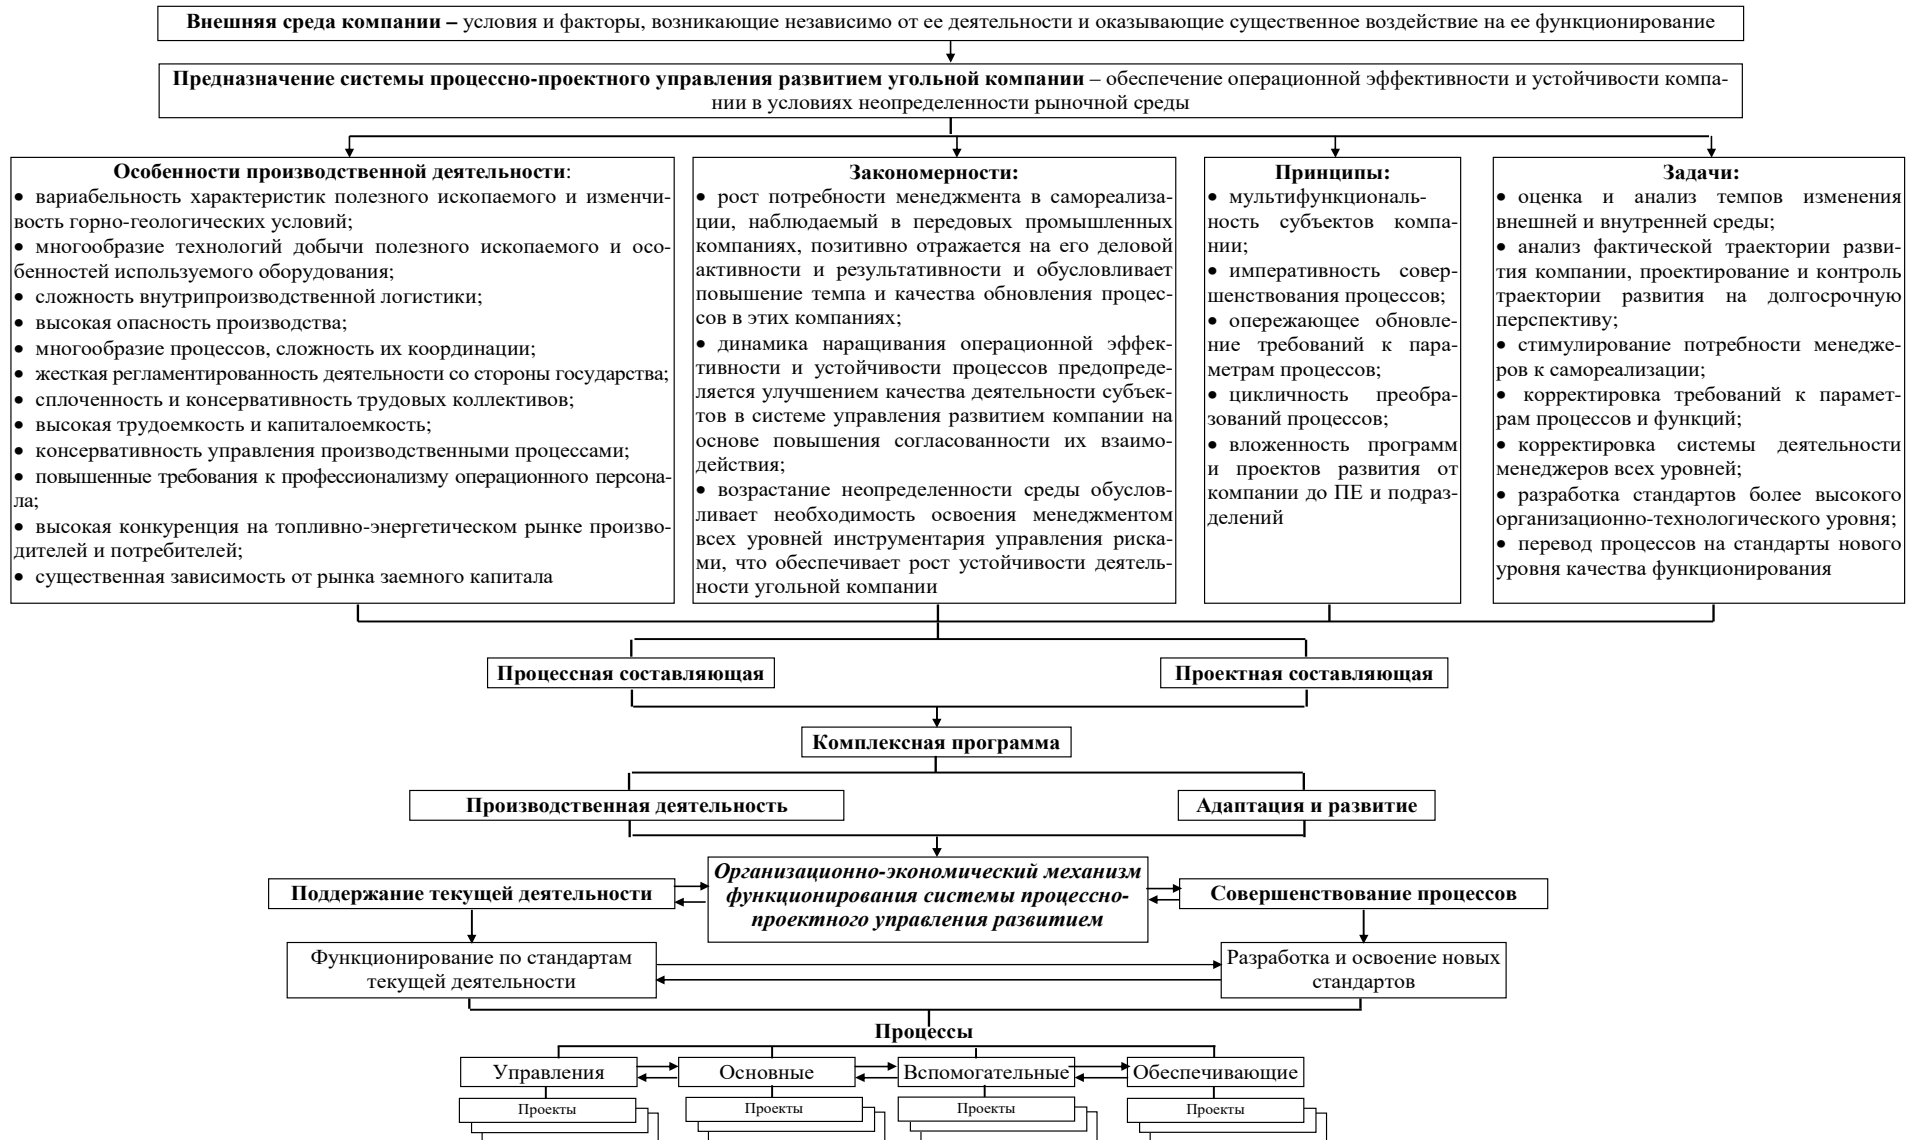 Внешняя среда компании – условия и факторы, возникающие независимо от ее деятельности и оказывающие существенное воздействие на ее функционирование
Предназначение системы процессно-проектного управления развитием угольной компании – обеспечение операционной эффективности и устойчивости компа-
нии в условиях неопределенности рыночной среды
Особенности производственной деятельности:
• вариабельность характеристик полезного ископаемого и изменчи-
вость горно-геологических условий;
• многообразие технологий добычи полезного ископаемого и осо-
бенностей используемого оборудования;
• сложность внутрипроизводственной логистики;
• высокая опасность производства;
• многообразие процессов, сложность их координации;
• жесткая регламентированность деятельности со стороны государства;
• сплоченность и консервативность трудовых коллективов;
• высокая трудоемкость и капиталоемкость;
• консервативность управления производственными процессами;
• повышенные требования к профессионализму операционного персона-
ла;
• высокая конкуренция на топливно-энергетическом рынке произво-
дителей и потребителей;
• существенная зависимость от рынка заемного капитала
Закономерности:
• рост потребности менеджмента в самореализа-
ции, наблюдаемый в передовых промышленных
компаниях, позитивно отражается на его деловой
активности и результативности и обусловливает
повышение темпа и качества обновления процес-
сов в этих компаниях;
• динамика наращивания операционной эффек-
тивности и устойчивости процессов предопреде-
ляется улучшением качества деятельности субъек-
тов в системе управления развитием компании на
основе повышения согласованности их взаимо-
действия;
• возрастание неопределенности среды обуслов-
ливает необходимость освоения менеджментом
всех уровней инструментария управления риска-
ми, что обеспечивает рост устойчивости деятель-
ности угольной компании
Принципы:
• мультифункциональ-
ность субъектов компа-
нии;
• императивность совер-
шенствования процессов;
• опережающее обновле-
ние требований к пара-
метрам процессов;
• цикличность преобра-
зований процессов;
• вложенность программ
и проектов развития от
компании до ПЕ и подраз-
делений
Задачи:
• оценка и анализ темпов изменения
внешней и внутренней среды;
• анализ фактической траектории разви-
тия компании, проектирование и контроль
траектории развития на долгосрочную
перспективу;
• стимулирование потребности менедже-
ров к самореализации;
• корректировка требований к парамет-
рам процессов и функций;
• корректировка системы деятельности
менеджеров всех уровней;
• разработка стандартов более высокого
организационно-технологического уровня;
• перевод процессов на стандарты нового
уровня качества функционирования
Процессная составляющая
Проектная составляющая
Комплексная программа
Производственная деятельность
Адаптация и развитие
Поддержание текущей деятельности
Организационно-экономический механизм
функционирования системы процессно-
проектного управления развитием
Совершенствование процессов
Функционирование по стандартам
текущей деятельности
Разработка и освоение новых
стандартов
Процессы
Управления
Основные
Вспомогательные
Обеспечивающие
Проекты
Проекты
Проекты
Проекты